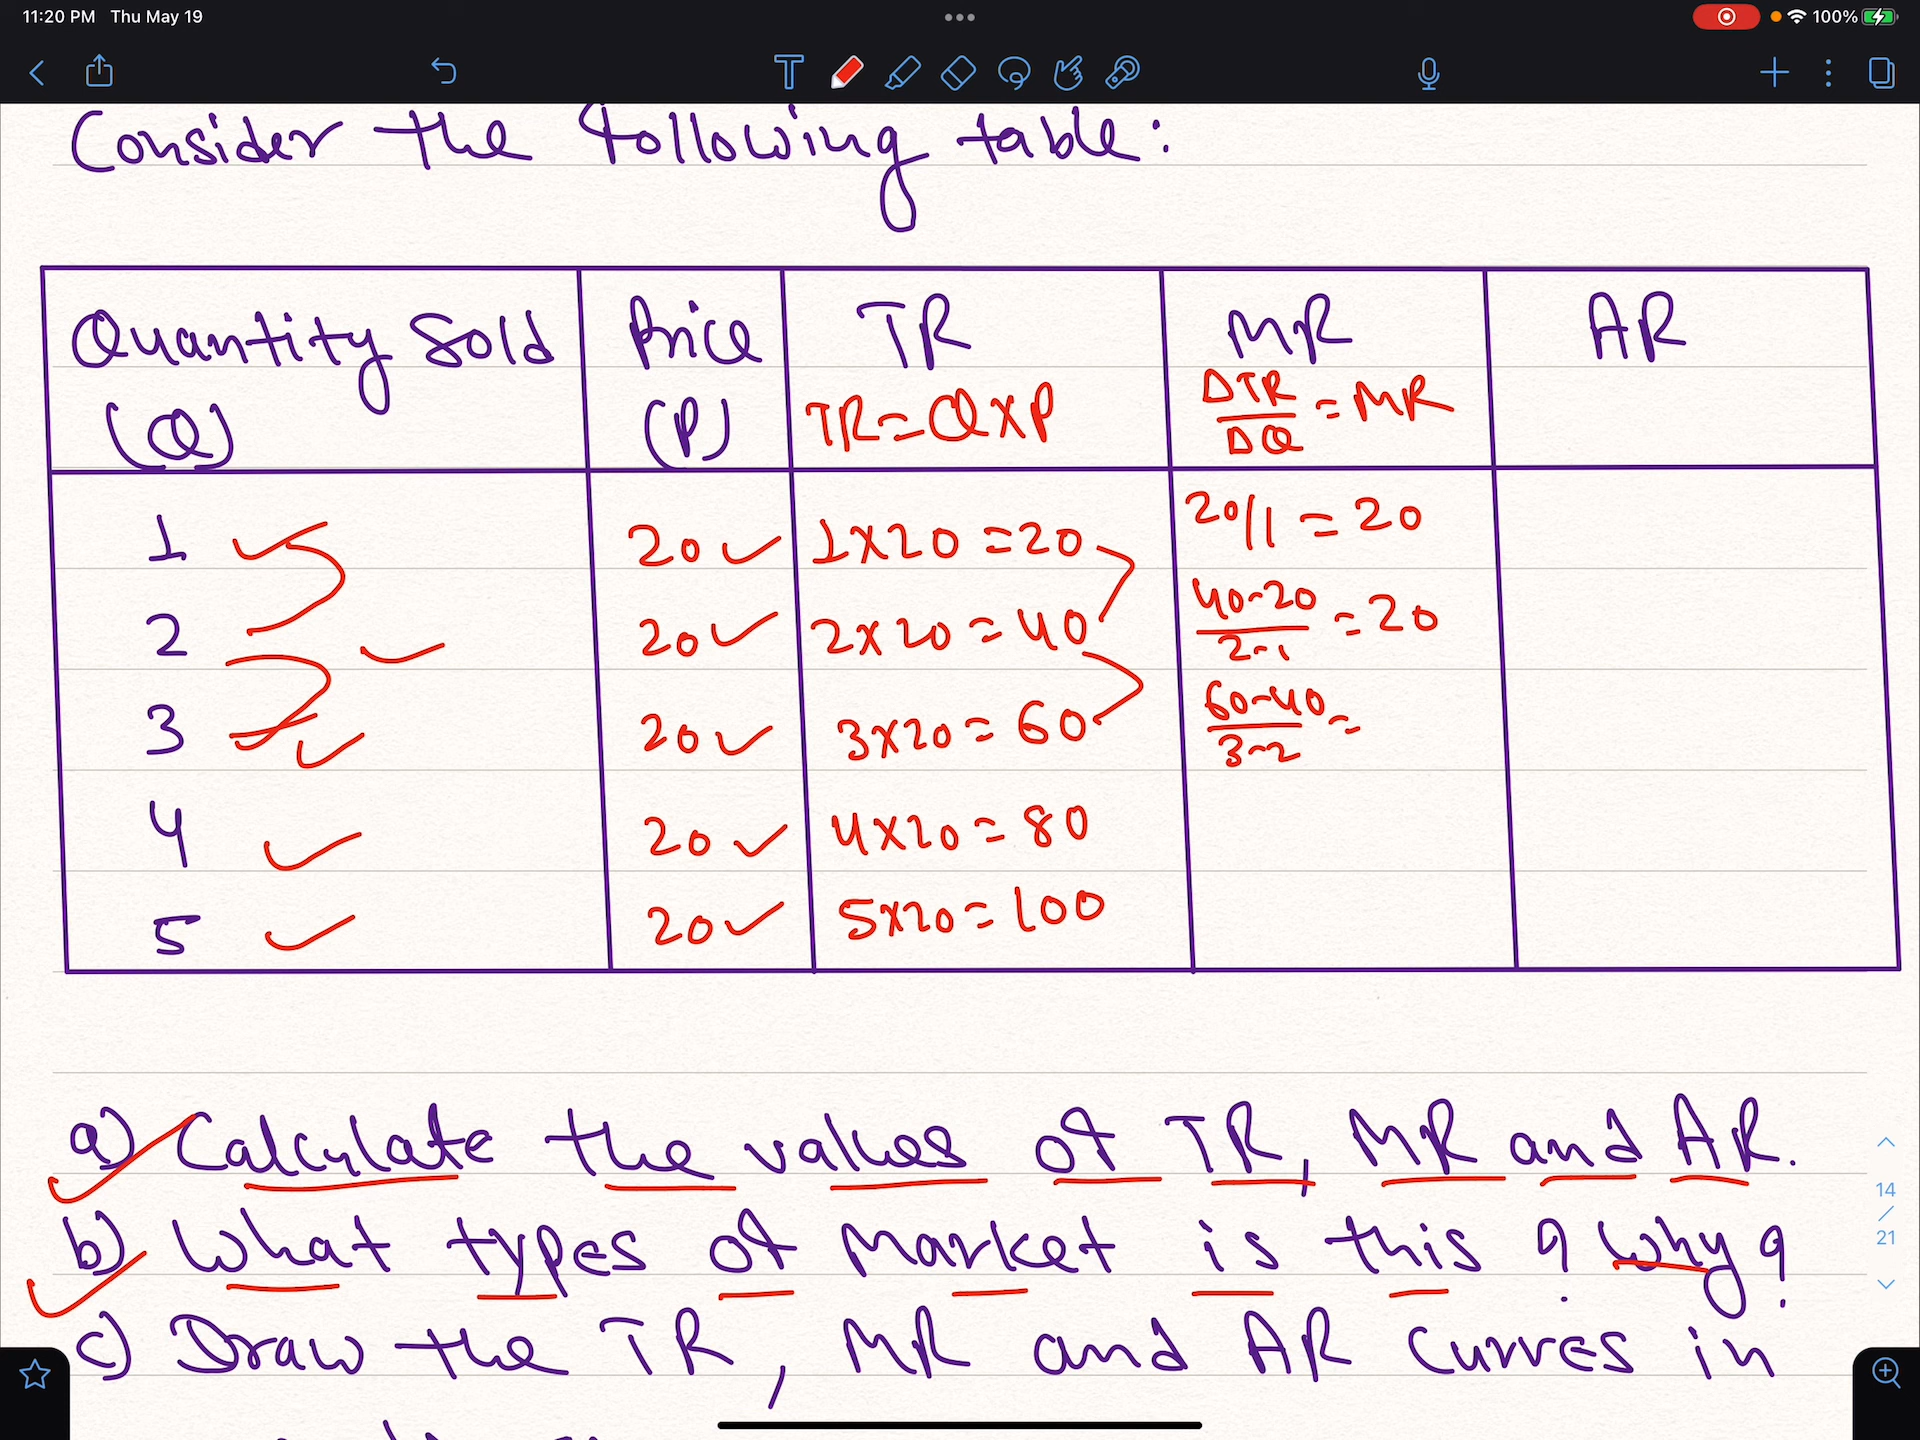 11:20 PM Thu May 19
100%
Consider the following table:
Quantity Sold (Q)
Price (P)
TR
TR = Q X P
MR
ΔTR/ΔQ = MR
AR
1 20 1 x 20 = 20 20/1 = 20
2 20 2 x 20 = 40 40-20/2-1 = 20
3 20 3 x 20 = 60 60-40/3-2 =
4 20 4 x 20 = 80
5 20 5 x 20 = 100
a) Calculate the values of TR, MR and AR.
b) What types of Market is this? Why?
c) Draw the TR, MR and AR Curves in
14
/
21